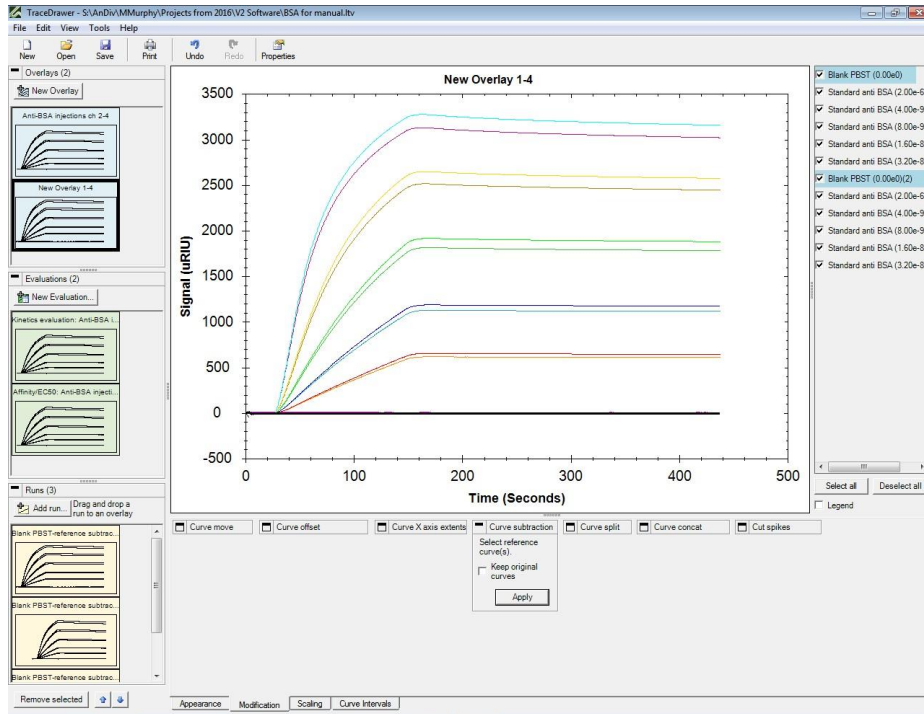 TraceDrawer - S:\AnDiv\MMurphy\Projects from 2016\V2 Software\BSA for manual.ltv
File Edit View Tools Help
New Open Save Print Undo Redo Properties
Overlays (2)
New Overlay
Anti-BSA injections ch 2-4
New Overlay 1-4
Evaluations (2)
New Evaluation...
Kinetics evaluation: Anti-BSA i...
Affinity/EC50: Anti-BSA injecti...
Runs (3)
Add run...
Drag and drop a
run to an overlay
Blank PBST-reference subtrac...
Blank PBST-reference subtrac...
Blank PBST-reference subtrac...
Remove selected
New Overlay 1-4
Signal (uRIU)
3500
3000
2500
2000
1500
1000
500
0
-500
0 100 200 300 400 500
Time (Seconds)
Curve move Curve offset Curve X axis extents Curve subtraction Curve split Curve concat Cut spikes
Select reference
curve(s).
Keep original
curves
Apply
Appearance Modification Scaling Curve Intervals
Blank PBST (0.00e0)
Standard anti BSA (2.00e-6
Standard anti BSA (4.00e-9
Standard anti BSA (8.00e-9
Standard anti BSA (1.60e-8
Standard anti BSA (3.20e-8
Blank PBST (0.00e0)(2)
Standard anti BSA (2.00e-6
Standard anti BSA (4.00e-9
Standard anti BSA (8.00e-9
Standard anti BSA (1.60e-8
Standard anti BSA (3.20e-8
Select all Deselect all
Legend